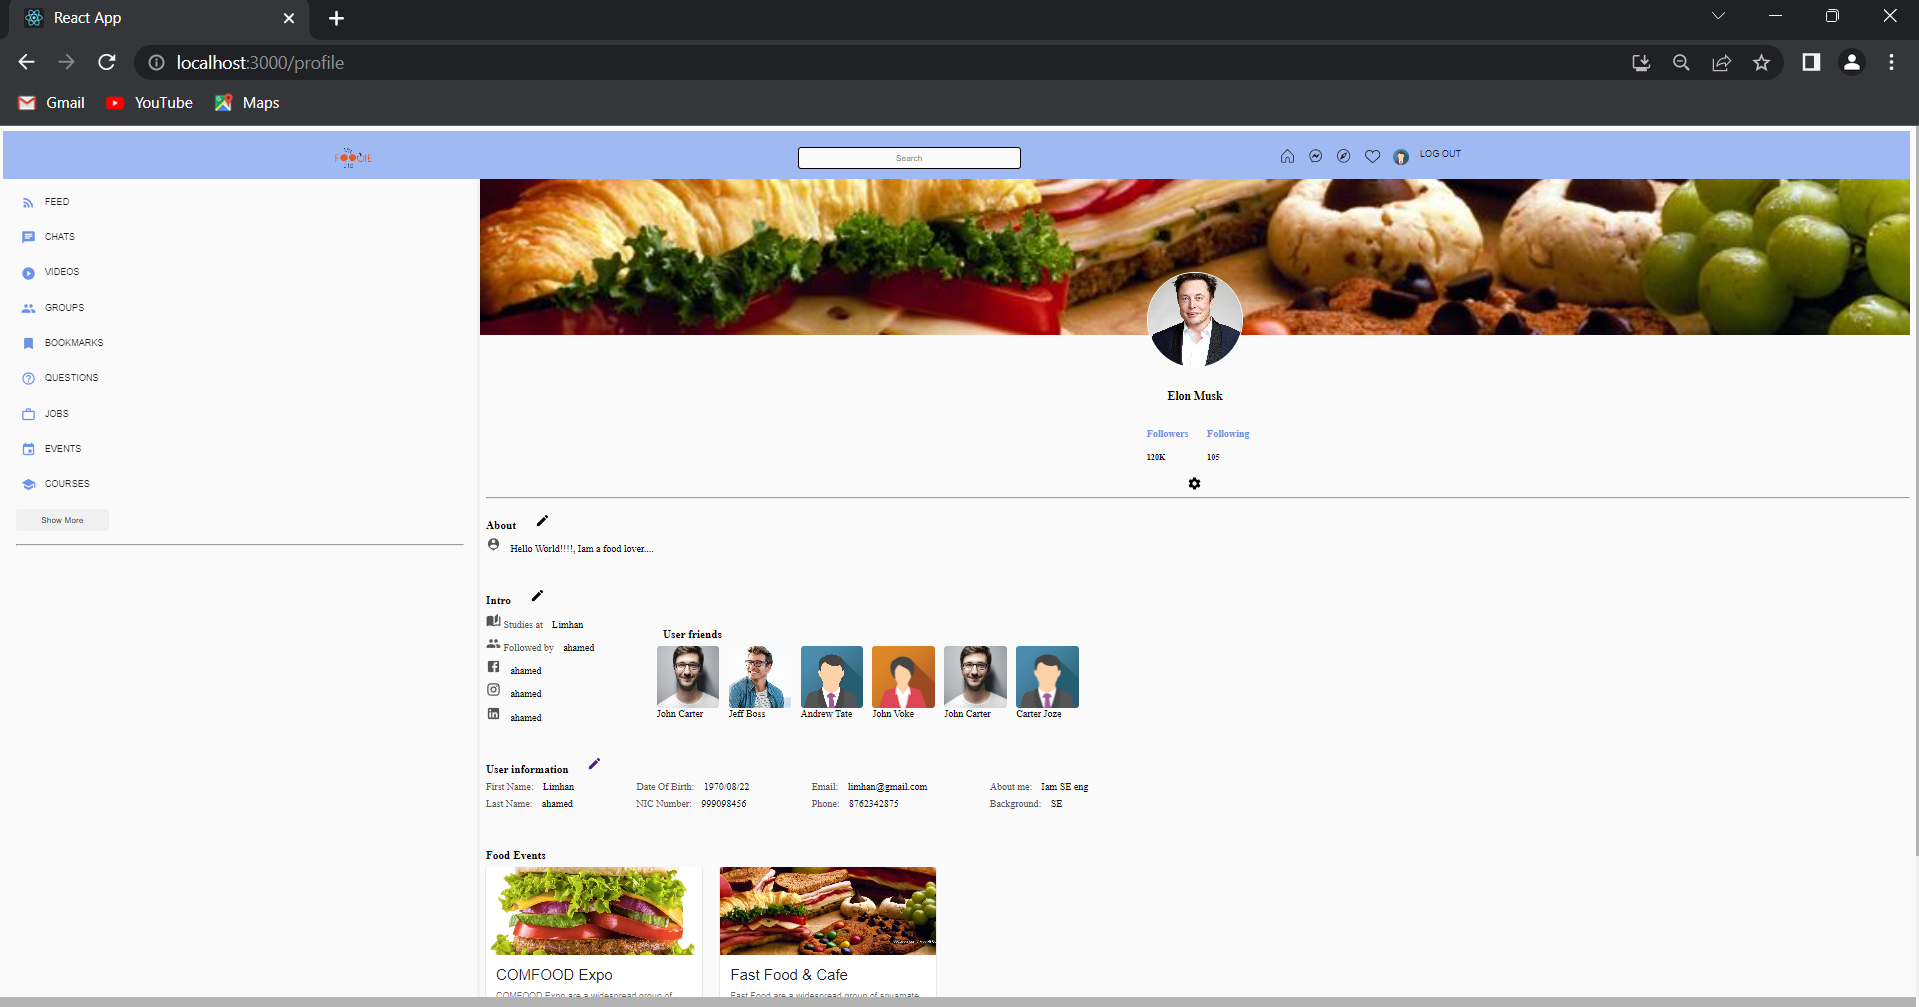 React App
localhost:3000/profile
Gmail YouTube Maps
FOODIE
Search
LOG OUT
FEED
CHATS
VIDEOS
GROUPS
BOOKMARKS
QUESTIONS
JOBS
EVENTS
COURSES
Show More
Elon Musk
Followers Following
120K 105
About
Hello World!!!!, Iam a food lover....
Intro
Studies at Limhan
Followed by ahamed
ahamed
ahamed
ahamed
User friends
John Carter Jeff Boss Andrew Tate John Voke John Carter Carter Joze
User information
First Name: Limhan Date Of Birth: 1970/08/22 Email: limhan@gmail.com About me: Iam SE eng
Last Name: ahamed NIC Number: 999098456 Phone: 8762342875 Background: SE
Food Events
COMFOOD Expo
COMFOOD Expo are a widespread group of
Fast Food & Cafe
Fast Food are a widespread group of squamate